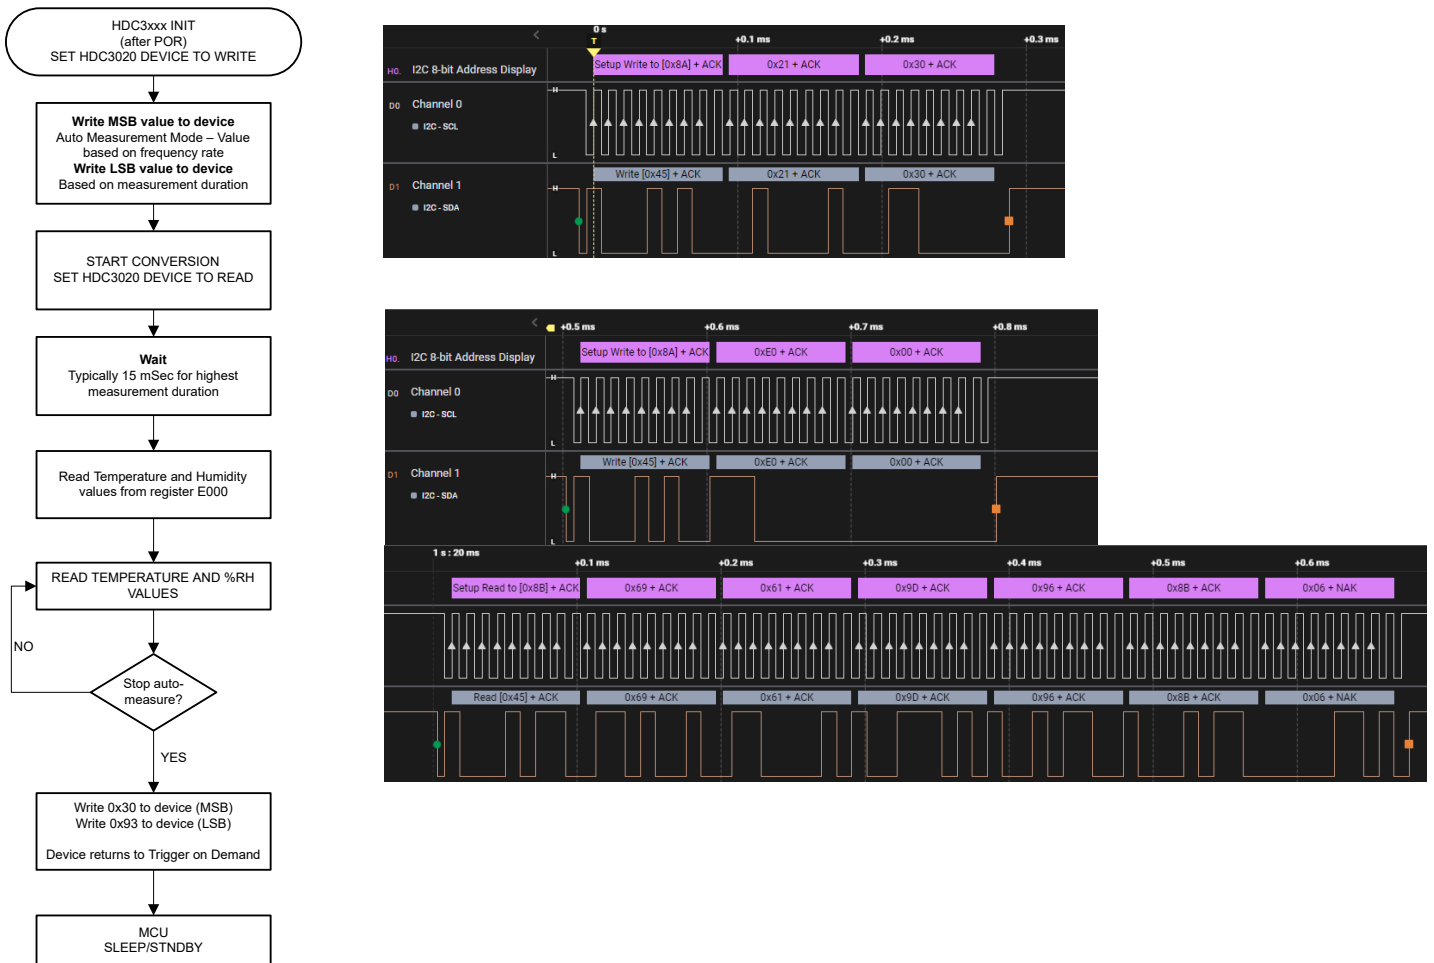 HDC3xxx INIT
(after POR)
SET HDC3020 DEVICE TO WRITE
Write MSB value to device
Auto Measurement Mode – Value
based on frequency rate
Write LSB value to device
Based on measurement duration
START CONVERSION
SET HDC3020 DEVICE TO READ
Wait
Typically 15 mSec for highest
measurement duration
Read Temperature and Humidity
values from register E000
READ TEMPERATURE AND %RH
VALUES
NO
Stop auto-
measure?
YES
Write 0x30 to device (MSB)
Write 0x93 to device (LSB)
Device returns to Trigger on Demand
MCU
SLEEP/STNDBY
0 s
T
+0.1 ms +0.2 ms +0.3 ms
H0. I2C 8-bit Address Display Setup Write to [0x8A] + ACK 0x21 + ACK 0x30 + ACK
H
D0 Channel 0
I2C - SCL
L
Write [0x45] + ACK 0x21 + ACK 0x30 + ACK
D1 Channel 1 H
I2C - SDA
L
+0.5 ms +0.6 ms +0.7 ms +0.8 ms
H0. I2C 8-bit Address Display Setup Write to [0x8A] + ACK 0xE0 + ACK 0x00 + ACK
H
D0 Channel 0
I2C - SCL
L
Write [0x45] + ACK 0xE0 + ACK 0x00 + ACK
D1 Channel 1 H
I2C - SDA
L
1 s : 20 ms
+0.1 ms +0.2 ms +0.3 ms +0.4 ms +0.5 ms +0.6 ms
Setup Read to [0x8B] + ACK 0x69 + ACK 0x61 + ACK 0x9D + ACK 0x96 + ACK 0x8B + ACK 0x06 + NAK
Read [0x45] + ACK 0x69 + ACK 0x61 + ACK 0x9D + ACK 0x96 + ACK 0x8B + ACK 0x06 + NAK